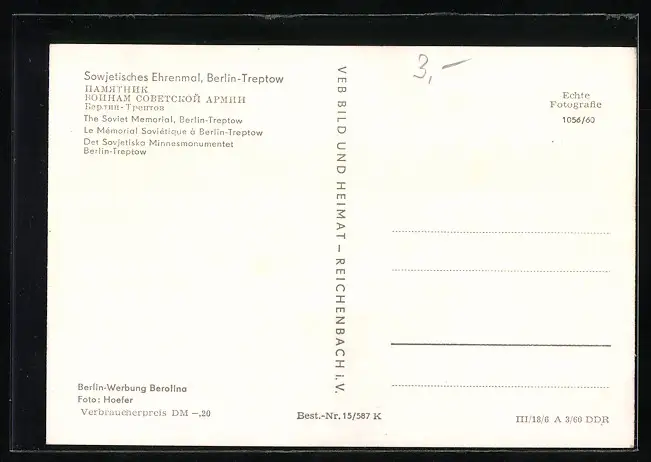 Sowjetisches Ehrenmal, Berlin-Treptow
ПАМЯТНИК
ВОИНАМ СОВЕТСКОЙ АРМИИ
Берлин-Трептов
The Soviet Memorial, Berlin-Treptow
Le Mémorial Soviétique à Berlin-Treptow
Det Sovjetiska Minnesmonumentet
Berlin-Treptow
VEB BILD UND HEIMAT – REICHENBACH i. V.
3,—
Echte
Fotografie
1056/60
Berlin-Werbung Berolina
Foto: Hoefer
Verbraucherpreis DM –,20
Best.-Nr. 15/587 K
III/18/6 A 3/60 DDR